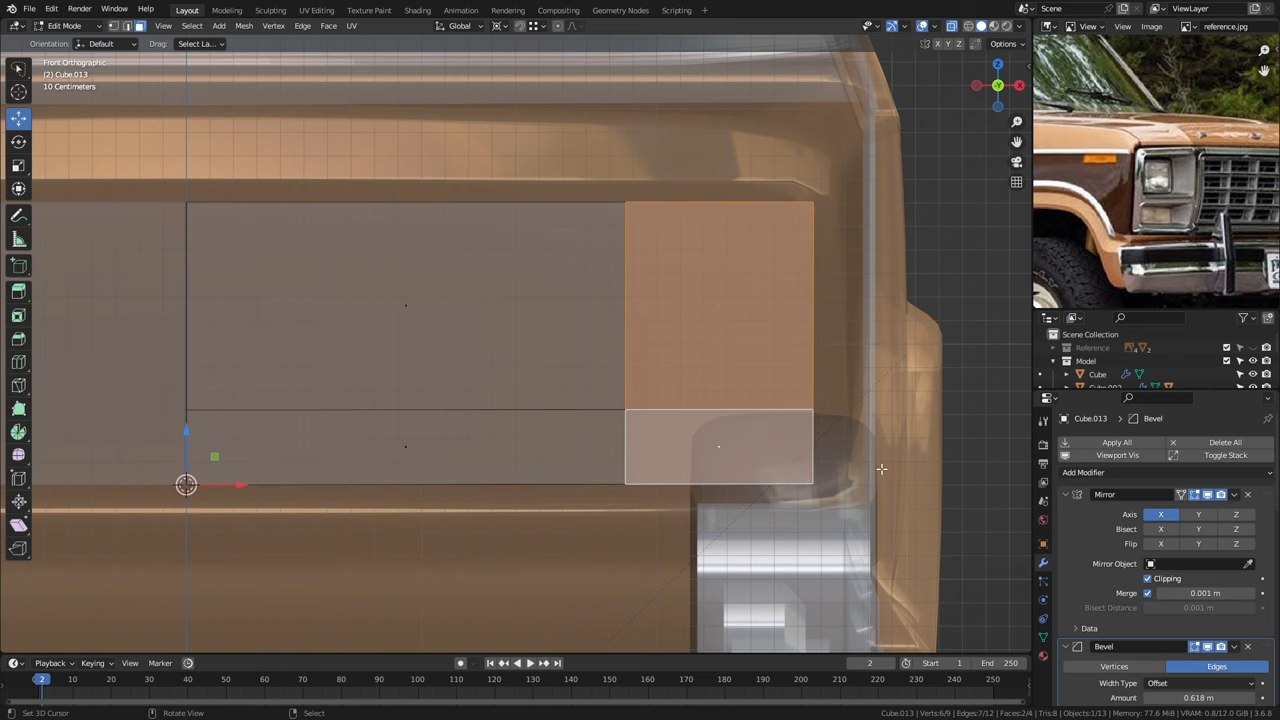 File Edit Render Window Help Layout Modeling Sculpting UV Editing Texture Paint Shading Animation Rendering Compositing Geometry Nodes Scripting + Scene ViewLayer
Edit Mode View Select Add Mesh Vertex Edge Face UV Global View Image reference.jpg
Orientation: Default Drag: Select La... X Y Z Options
Front Orthographic
(2) Cube.013
10 Centimeters
Z
Y
X
Scene Collection
Reference 4 2
Model
Cube
Cube.002
Cube.013 > Bevel
Apply All Delete All
Viewport Vis Toggle Stack
Add Modifier
Mirror
Axis X Y Z
Bisect X Y Z
Flip X Y Z
Mirror Object
Clipping
Merge 0.001 m
Bisect Distance 0.001 m
Data
Bevel
Vertices Edges
Width Type Offset
Amount 0.618 m
Playback Keying View Marker 2 Start 1 End 250
2 10 20 30 40 50 60 70 80 90 100 110 120 130 140 150 160 170 180 190 200 210 220 230 240 250
Set 3D Cursor Rotate View Select Cube.013 | Verts:6/9 | Edges:7/12 | Faces:2/4 | Tris:8 | Objects:1/13 | Memory: 77.6 MiB | VRAM: 0.8/12.0 GiB | 3.6.8